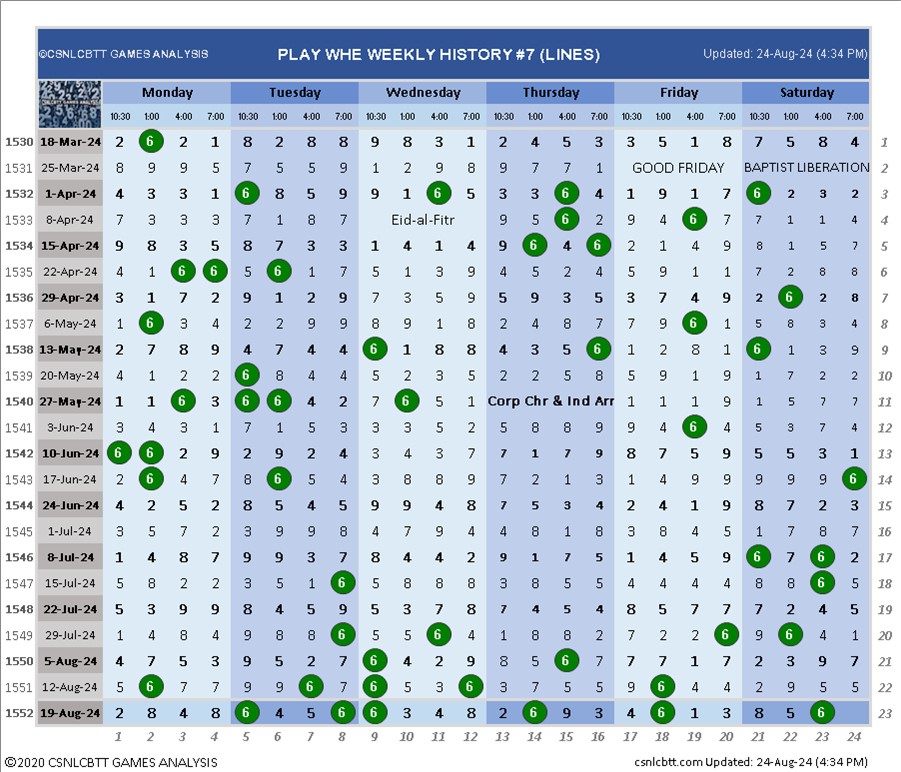 ©CSNLCBTT GAMES ANALYSIS PLAY WHE WEEKLY HISTORY #7 (LINES) Updated: 24-Aug-24 (4:34 PM)
Monday Tuesday Wednesday Thursday Friday Saturday
10:30 1:00 4:00 7:00 10:30 1:00 4:00 7:00 10:30 1:00 4:00 7:00 10:30 1:00 4:00 7:00 10:30 1:00 4:00 7:00 10:30 1:00 4:00 7:00
1530 18-Mar-24 2 6 2 1 8 2 8 8 9 8 3 1 2 4 5 3 3 5 1 8 7 5 8 4 1
1531 25-Mar-24 8 9 9 5 7 5 5 9 1 2 9 8 9 7 7 1 GOOD FRIDAY BAPTIST LIBERATION 2
1532 1-Apr-24 4 3 3 1 6 8 5 9 9 1 6 5 3 3 6 4 1 9 1 7 6 2 3 2 3
1533 8-Apr-24 7 3 3 3 7 1 8 7 Eid-al-Fitr 9 5 6 2 9 4 6 7 7 1 1 4 4
1534 15-Apr-24 9 8 3 5 8 7 3 3 1 4 1 4 9 6 4 6 2 1 4 9 8 1 5 7 5
1535 22-Apr-24 4 1 6 6 5 6 1 7 5 1 3 9 4 5 2 4 5 9 1 1 7 2 8 8 6
1536 29-Apr-24 3 1 7 2 9 1 2 9 7 3 5 9 5 9 3 5 3 7 4 9 2 6 2 8 7
1537 6-May-24 1 6 3 4 2 2 9 9 8 9 1 8 2 4 8 7 7 9 6 1 5 8 3 4 8
1538 13-May-24 2 7 8 9 4 7 4 4 6 1 8 8 4 3 5 6 1 2 8 1 6 1 3 9 9
1539 20-May-24 4 1 2 2 6 8 4 4 5 2 3 5 2 2 5 8 5 9 1 9 1 7 2 2 10
1540 27-May-24 1 1 6 3 6 6 4 2 7 6 5 1 Corp Chr & Ind Arr 1 1 1 9 1 5 7 7 11
1541 3-Jun-24 3 4 3 1 7 1 5 3 3 3 5 2 5 8 8 9 1 9 6 4 5 3 7 4 12
1542 10-Jun-24 6 6 2 9 2 9 2 4 3 4 3 7 7 1 7 9 8 7 5 9 5 5 3 1 13
1543 17-Jun-24 2 6 4 7 8 6 5 4 3 8 8 9 7 2 1 3 1 4 9 9 9 9 9 6 14
1544 24-Jun-24 4 2 5 2 8 5 4 5 9 9 4 8 7 5 3 4 2 4 1 9 8 7 2 3 15
1545 1-Jul-24 3 5 7 2 3 9 9 8 4 7 9 4 4 8 1 8 3 8 4 5 1 7 8 7 16
1546 8-Jul-24 1 4 8 7 9 9 3 7 8 4 4 2 9 1 7 5 1 4 5 9 6 7 6 2 17
1547 15-Jul-24 5 8 2 2 3 5 1 6 5 8 8 8 3 8 5 5 4 4 4 4 8 8 6 5 18
1548 22-Jul-24 5 3 9 9 8 4 5 9 5 3 7 8 7 4 5 4 8 5 7 7 7 2 4 5 19
1549 29-Jul-24 1 4 8 4 9 8 8 6 5 5 6 4 1 8 8 2 7 2 2 6 9 6 4 1 20
1550 5-Aug-24 4 7 5 3 9 5 2 7 6 4 2 9 8 5 6 7 7 7 1 7 2 3 9 7 21
1551 12-Aug-24 5 6 7 7 9 9 6 7 6 5 3 6 3 7 5 5 9 6 4 4 2 9 5 5 22
1552 19-Aug-24 2 8 4 8 6 4 5 6 6 3 4 8 2 6 9 3 4 6 1 3 8 5 6 23
1 2 3 4 5 6 7 8 9 10 11 12 13 14 15 16 17 18 19 20 21 22 23 24
©2020 CSNLCBTT GAMES ANALYSIS csnlcbtt.com Updated: 24-Aug-24 (4:34 PM)